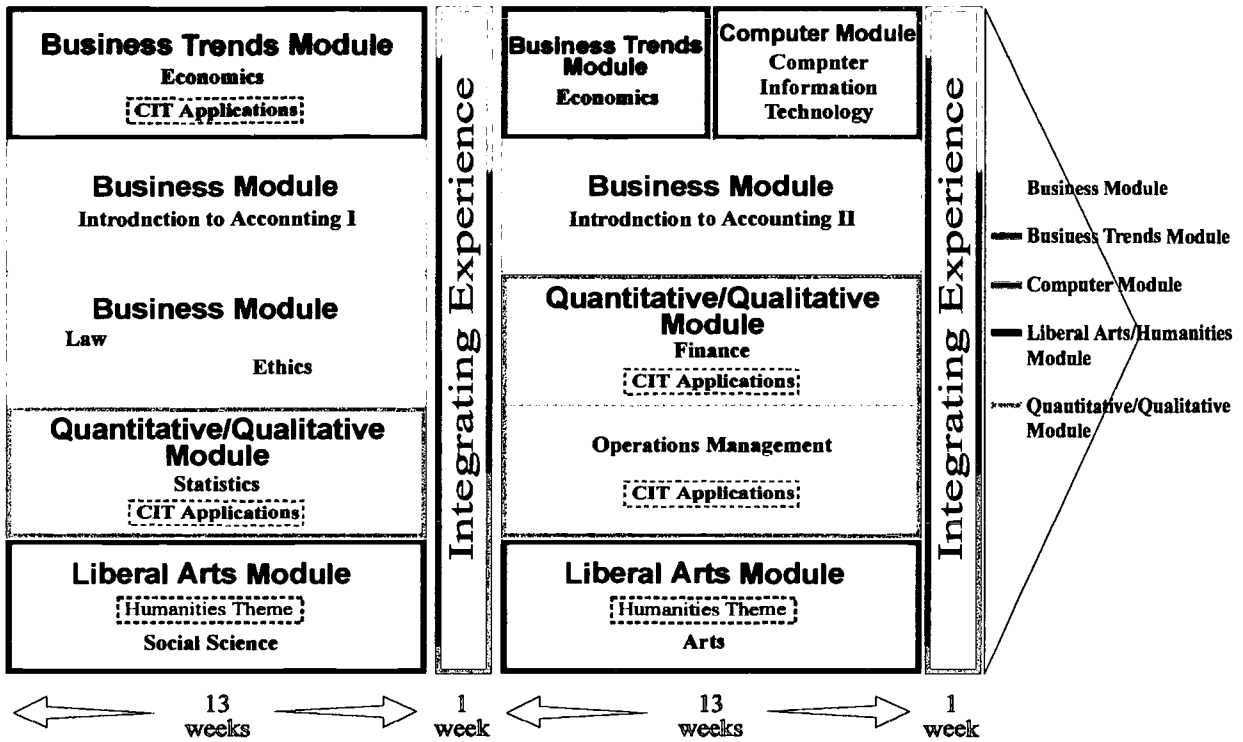 Business Trends Module
Economics
CIT Applications
Business Module
Introdnction to Acconnting I
Business Module
Law
Ethics
Quantitative/Qualitative
Module
Statistics
CIT Applications
Liberal Arts Module
Humanities Theme
Social Science
Integrating Experience
Business Trends
Module
Economics
Computer Module
Compnter
Information
Technology
Business Module
Introdnction to Acconnting II
Quantitative/Qualitative
Module
Finance
CIT Applications
Operations Management
CIT Applications
Liberal Arts Module
Humanities Theme
Arts
Integrating Experience
Business Module
Business Trends Module
Computer Module
Liberal Arts/Humanities
Module
Quantitative/Qualitative
Module
13
weeks
1
week
13
weeks
1
week